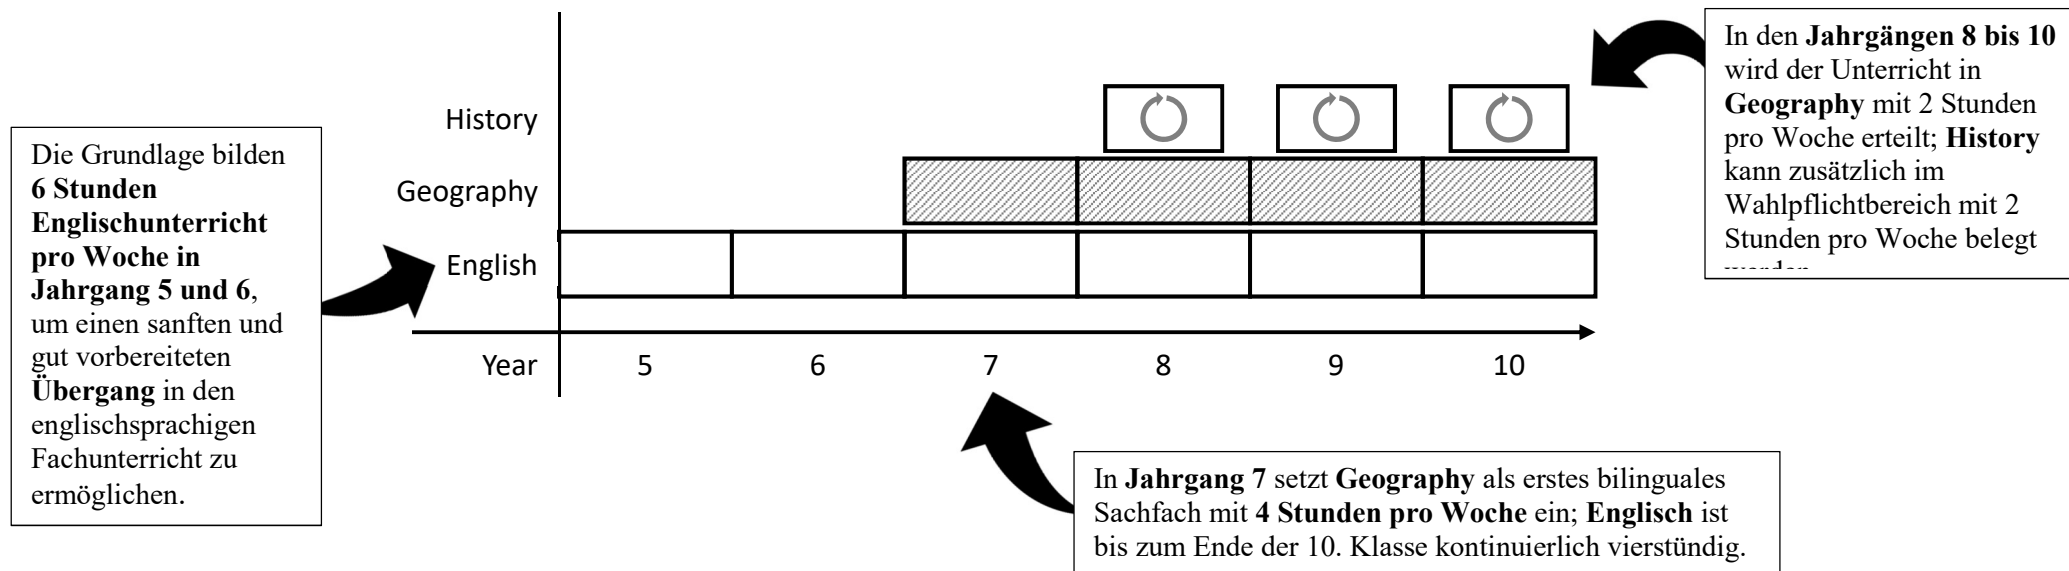 Die Grundlage bilden
6 Stunden
Englischunterricht
pro Woche in
Jahrgang 5 und 6,
um einen sanften und
gut vorbereiteten
Übergang in den
englischsprachigen
Fachunterricht zu
ermöglichen.
History
Geography
English
Year 5 6 7 8 9 10
In den Jahrgängen 8 bis 10
wird der Unterricht in
Geography mit 2 Stunden
pro Woche erteilt; History
kann zusätzlich im
Wahlpflichtbereich mit 2
Stunden pro Woche belegt
In Jahrgang 7 setzt Geography als erstes bilinguales
Sachfach mit 4 Stunden pro Woche ein; Englisch ist
bis zum Ende der 10. Klasse kontinuierlich vierstündig.